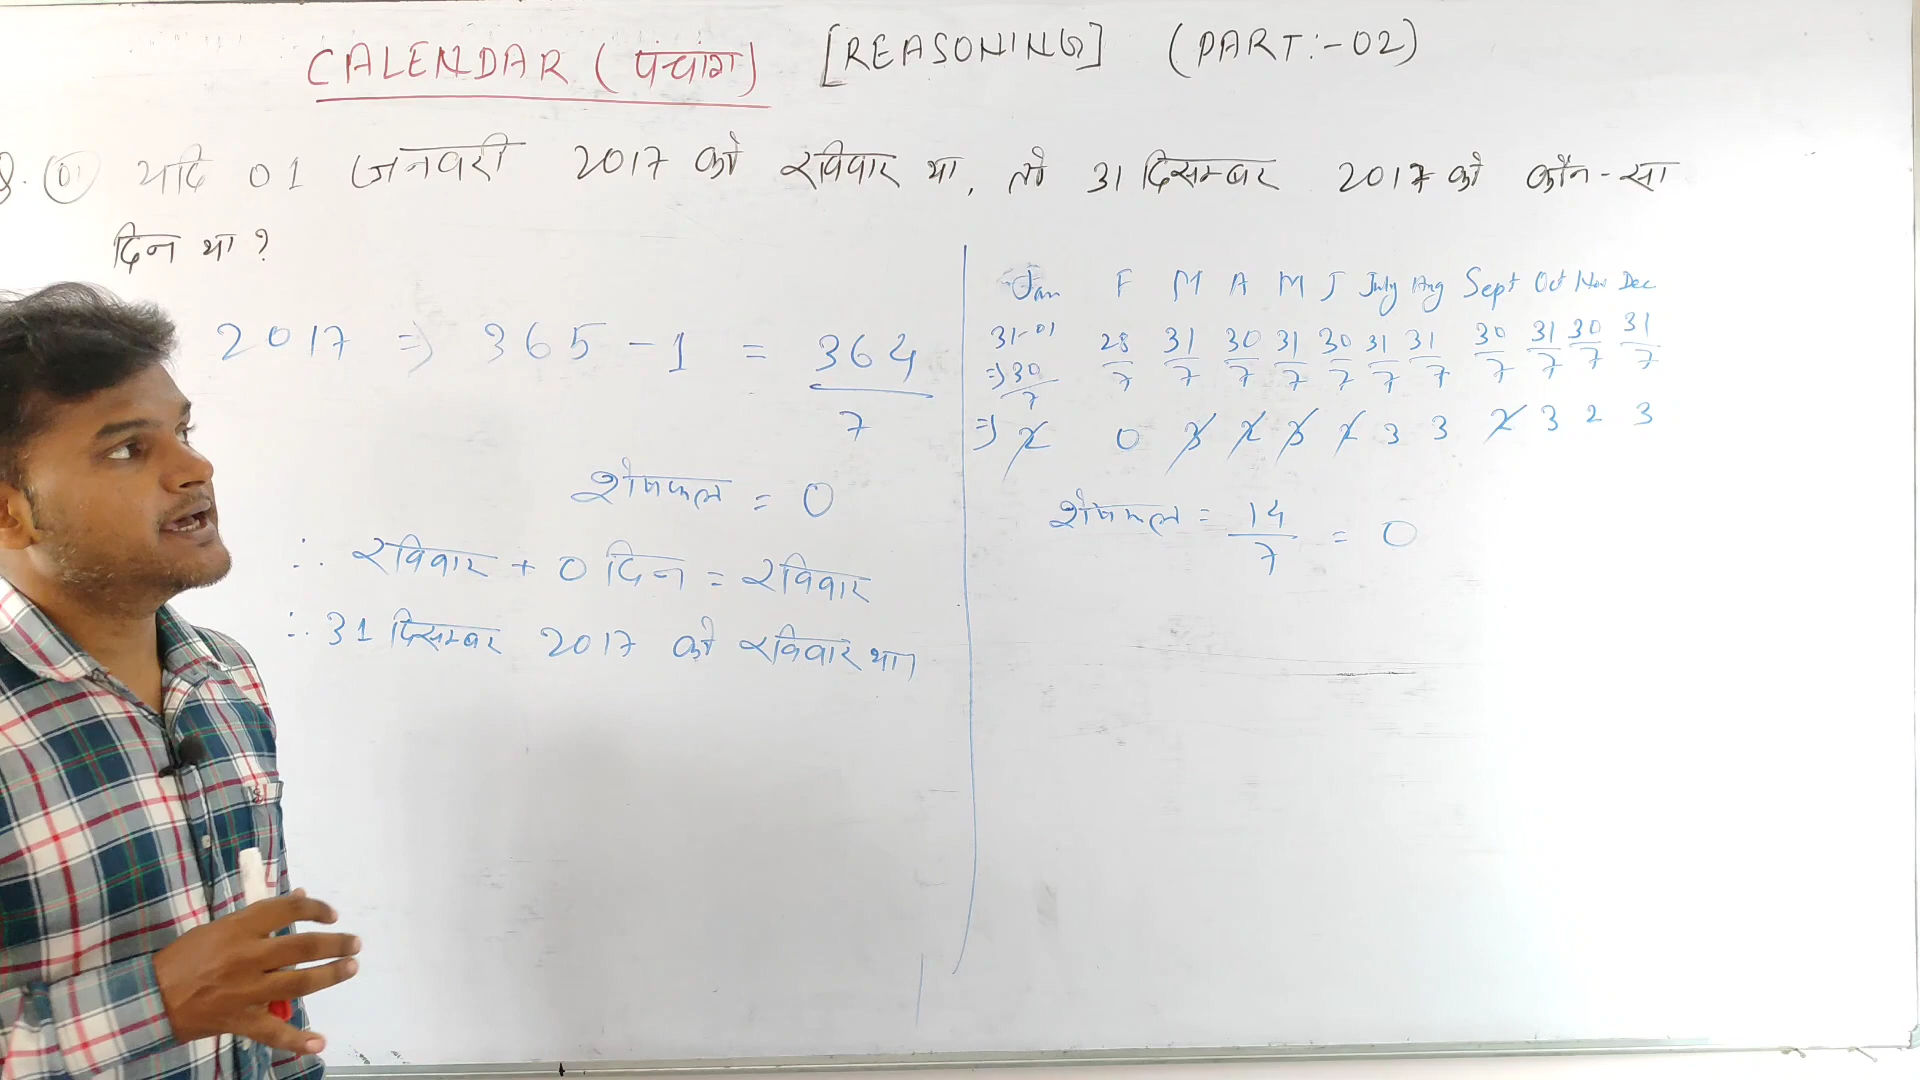 CALENDAR (पंचांग) [REASONING] (PART:-02)
Q. 01 यदि 01 जनवरी 2017 को रविवार था, तो 31 दिसम्बर 2017 को कौन-सा
दिन था ?
2017 ⇒ 365 - 1 = 364/7
शेषफल = 0
∴ रविवार + 0 दिन = रविवार
∴ 31 दिसम्बर 2017 को रविवार था।
Jan F M A M J July Aug Sept Oct Nov Dec
31-01 28/7 31/7 30/7 31/7 30/7 31/7 31/7 30/7 31/7 30/7 31/7
⇒ 30/7
⇒ 2 0 3 2 3 2 3 3 2 3 2 3
शेषफल = 14/7 = 0